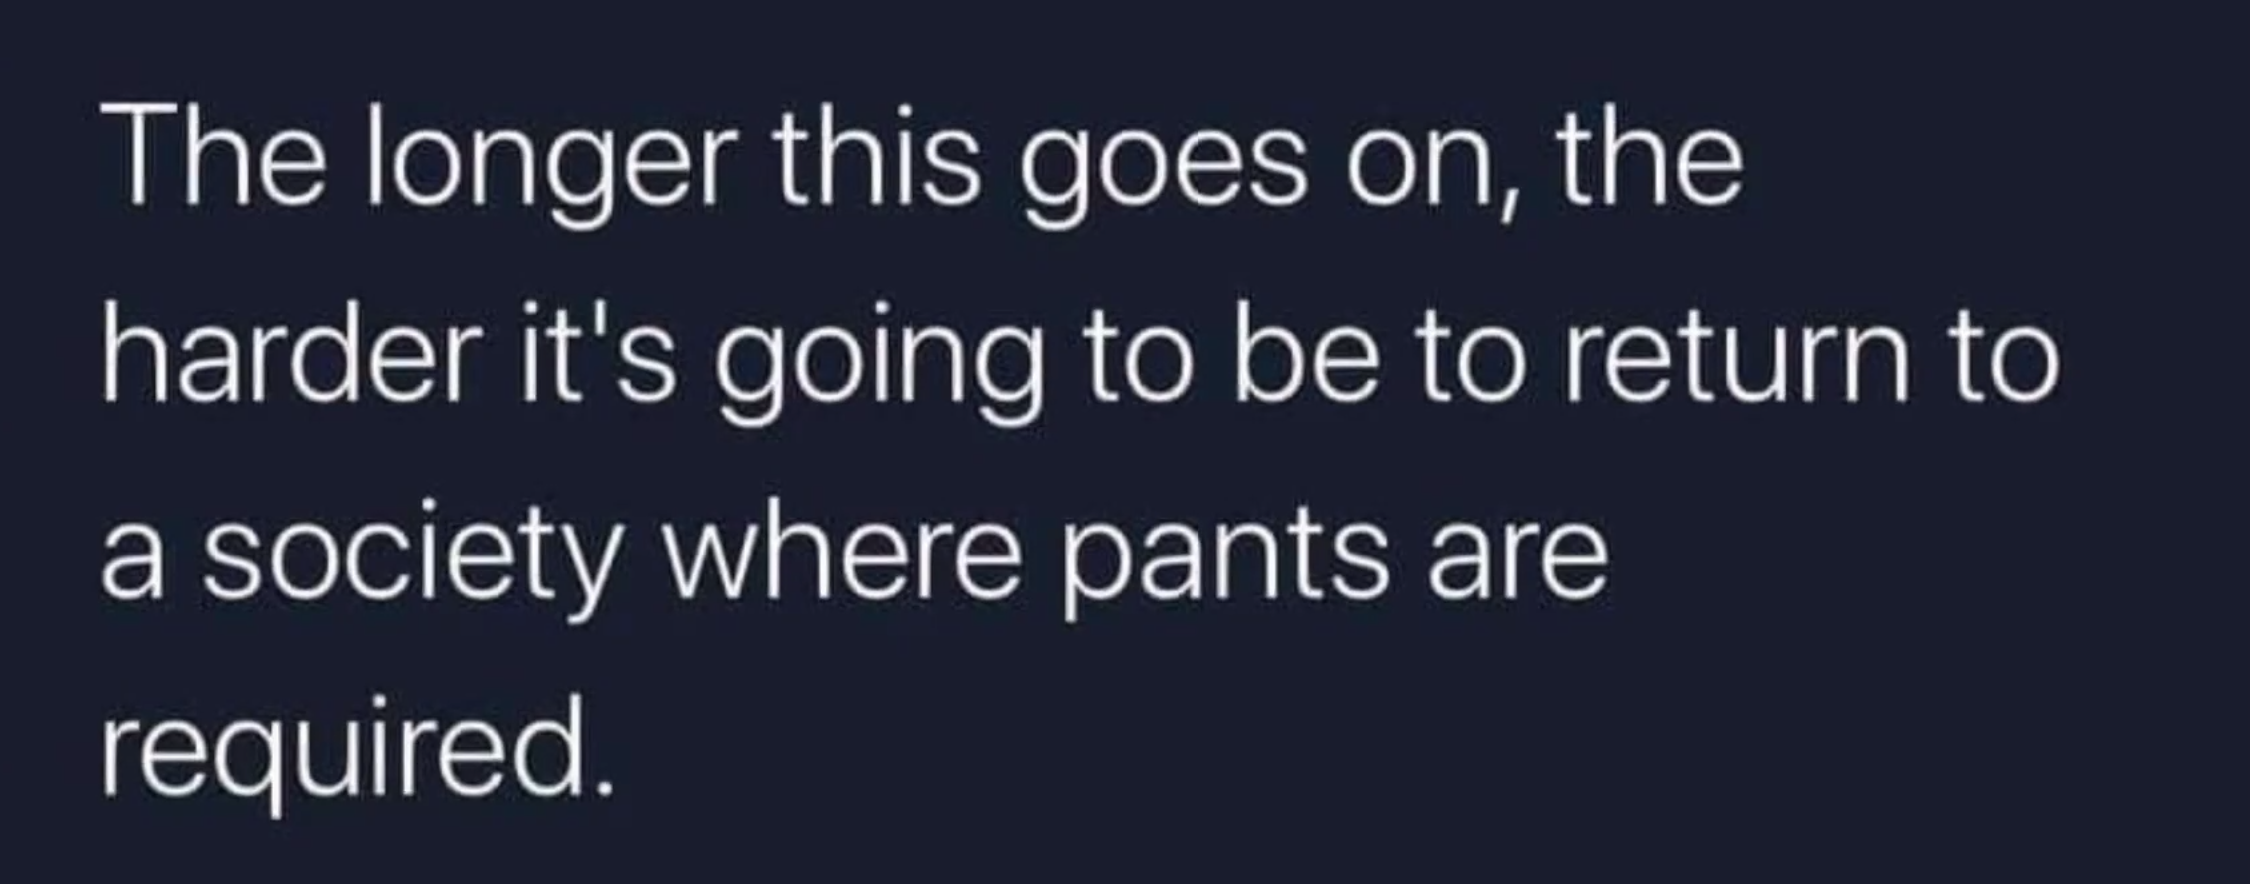 The longer this goes on, the
harder it's going to be to return to
a society where pants are
required.